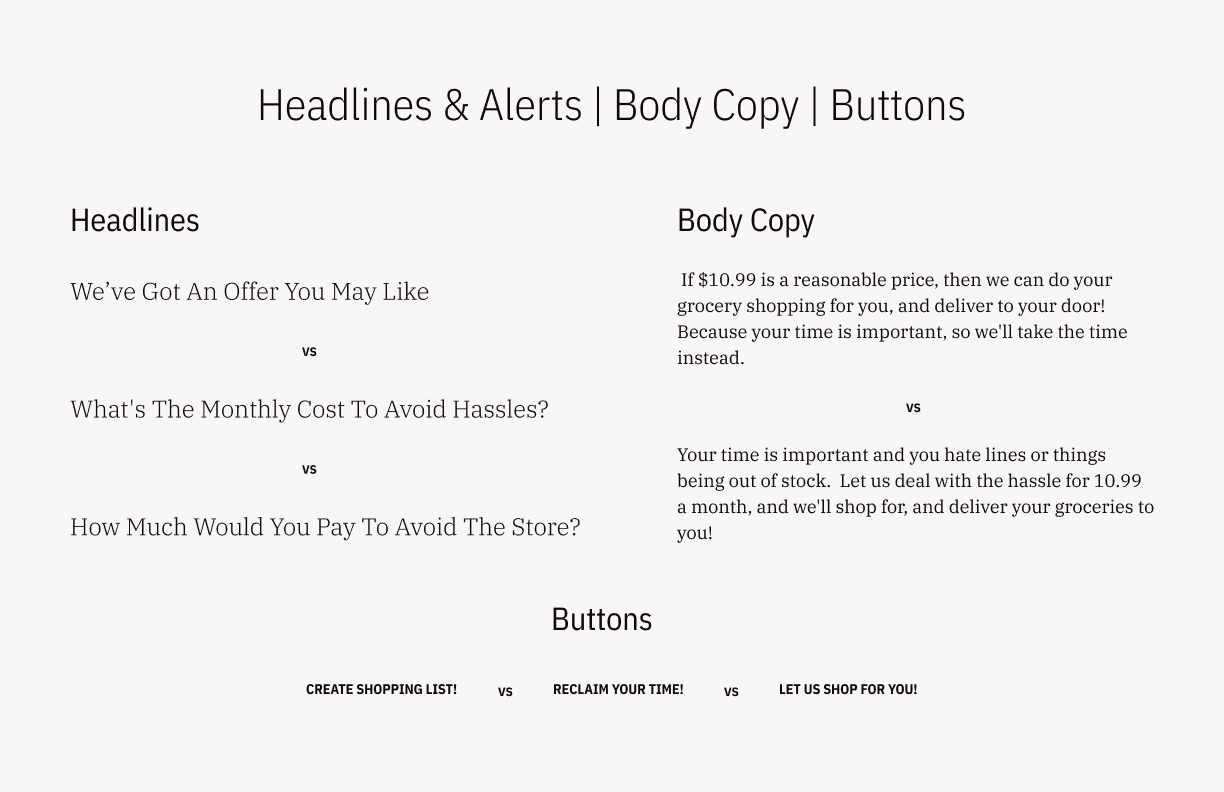 Headlines & Alerts | Body Copy | Buttons
Headlines
We’ve Got An Offer You May Like
vs
What's The Monthly Cost To Avoid Hassles?
vs
How Much Would You Pay To Avoid The Store?
Body Copy
If $10.99 is a reasonable price, then we can do your
grocery shopping for you, and deliver to your door!
Because your time is important, so we'll take the time
instead.
vs
Your time is important and you hate lines or things
being out of stock.  Let us deal with the hassle for 10.99
a month, and we'll shop for, and deliver your groceries to
you!
Buttons
CREATE SHOPPING LIST! vs RECLAIM YOUR TIME! vs LET US SHOP FOR YOU!